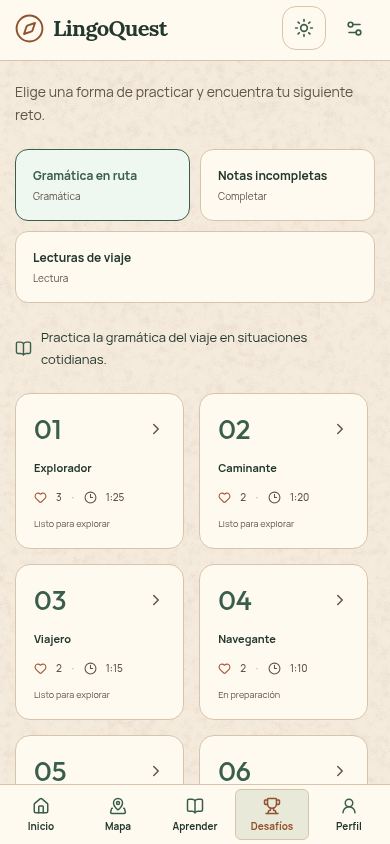 LingoQuest
Elige una forma de practicar y encuentra tu siguiente
reto.
Gramática en ruta
Gramática
Notas incompletas
Completar
Lecturas de viaje
Lectura
Practica la gramática del viaje en situaciones
cotidianas.
01
Explorador
3 · 1:25
Listo para explorar
02
Caminante
2 · 1:20
Listo para explorar
03
Viajero
2 · 1:15
Listo para explorar
04
Navegante
2 · 1:10
En preparación
05
06
Inicio
Mapa
Aprender
Desafíos
Perfil